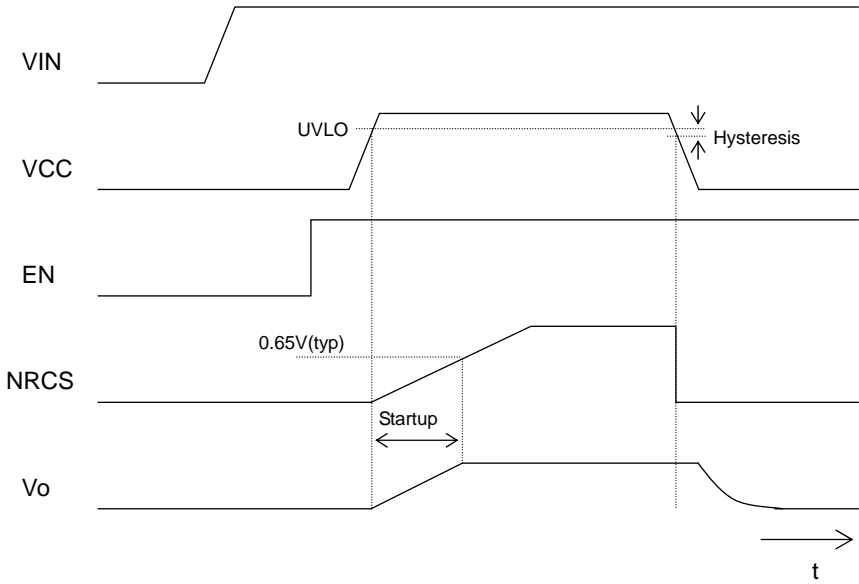 VIN
UVLO
Hysteresis
VCC
EN
0.65V(typ)
NRCS
Startup
Vo
t